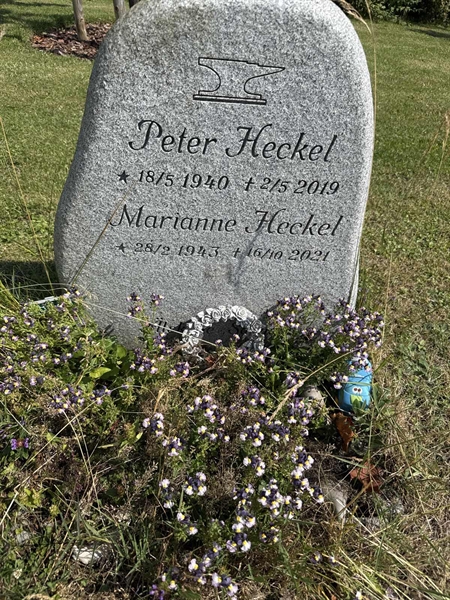 Peter Heckel
★ 18/5 1940 + 2/5 2019
Marianne Heckel
★ 28/2 1943 + 16/10 2021